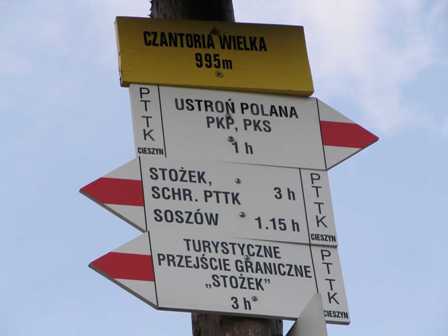 CZANTORIA WIELKA
995m
PTTK
CIESZYN
USTROŃ POLANA
PKP, PKS
1 h
STOŻEK, 3 h
SCHR. PTTK
SOSZÓW 1.15 h
PTTK
CIESZYN
TURYSTYCZNE
PRZEJŚCIE GRANICZNE
„STOŻEK"
3 h
PTTK
CIESZYN